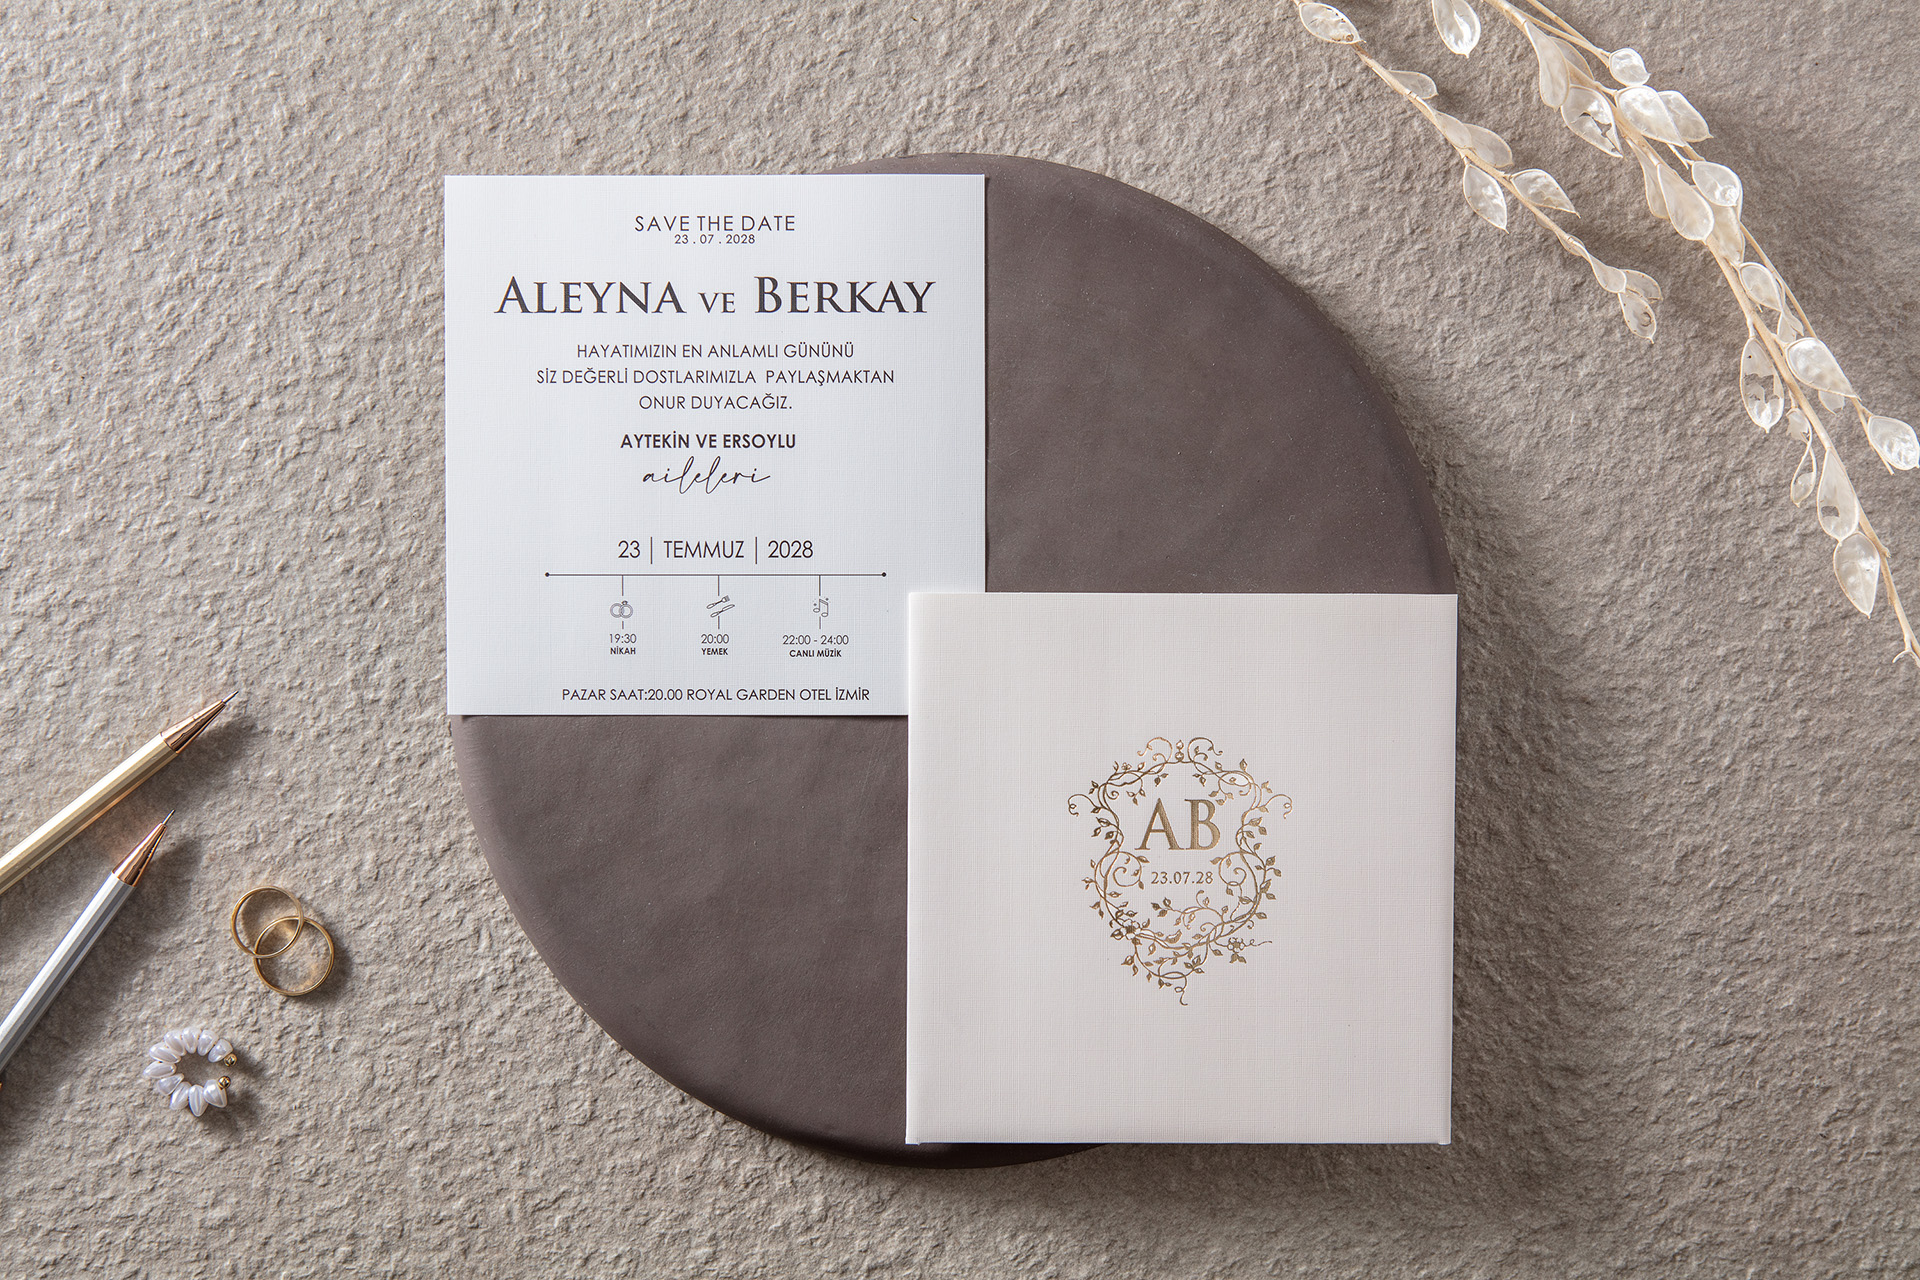 SAVE THE DATE
23 . 07 . 2028
ALEYNA VE BERKAY
HAYATIMIZIN EN ANLAMLI GÜNÜNÜ
SİZ DEĞERLİ DOSTLARIMIZLA PAYLAŞMAKTAN
ONUR DUYACAĞIZ.
AYTEKİN VE ERSOYLU
aileleri
23 | TEMMUZ | 2028
19:30 20:00 22:00 - 24:00
NİKAH YEMEK CANLI MÜZİK
PAZAR SAAT:20.00 ROYAL GARDEN OTEL İZMİR
AB
23.07.28